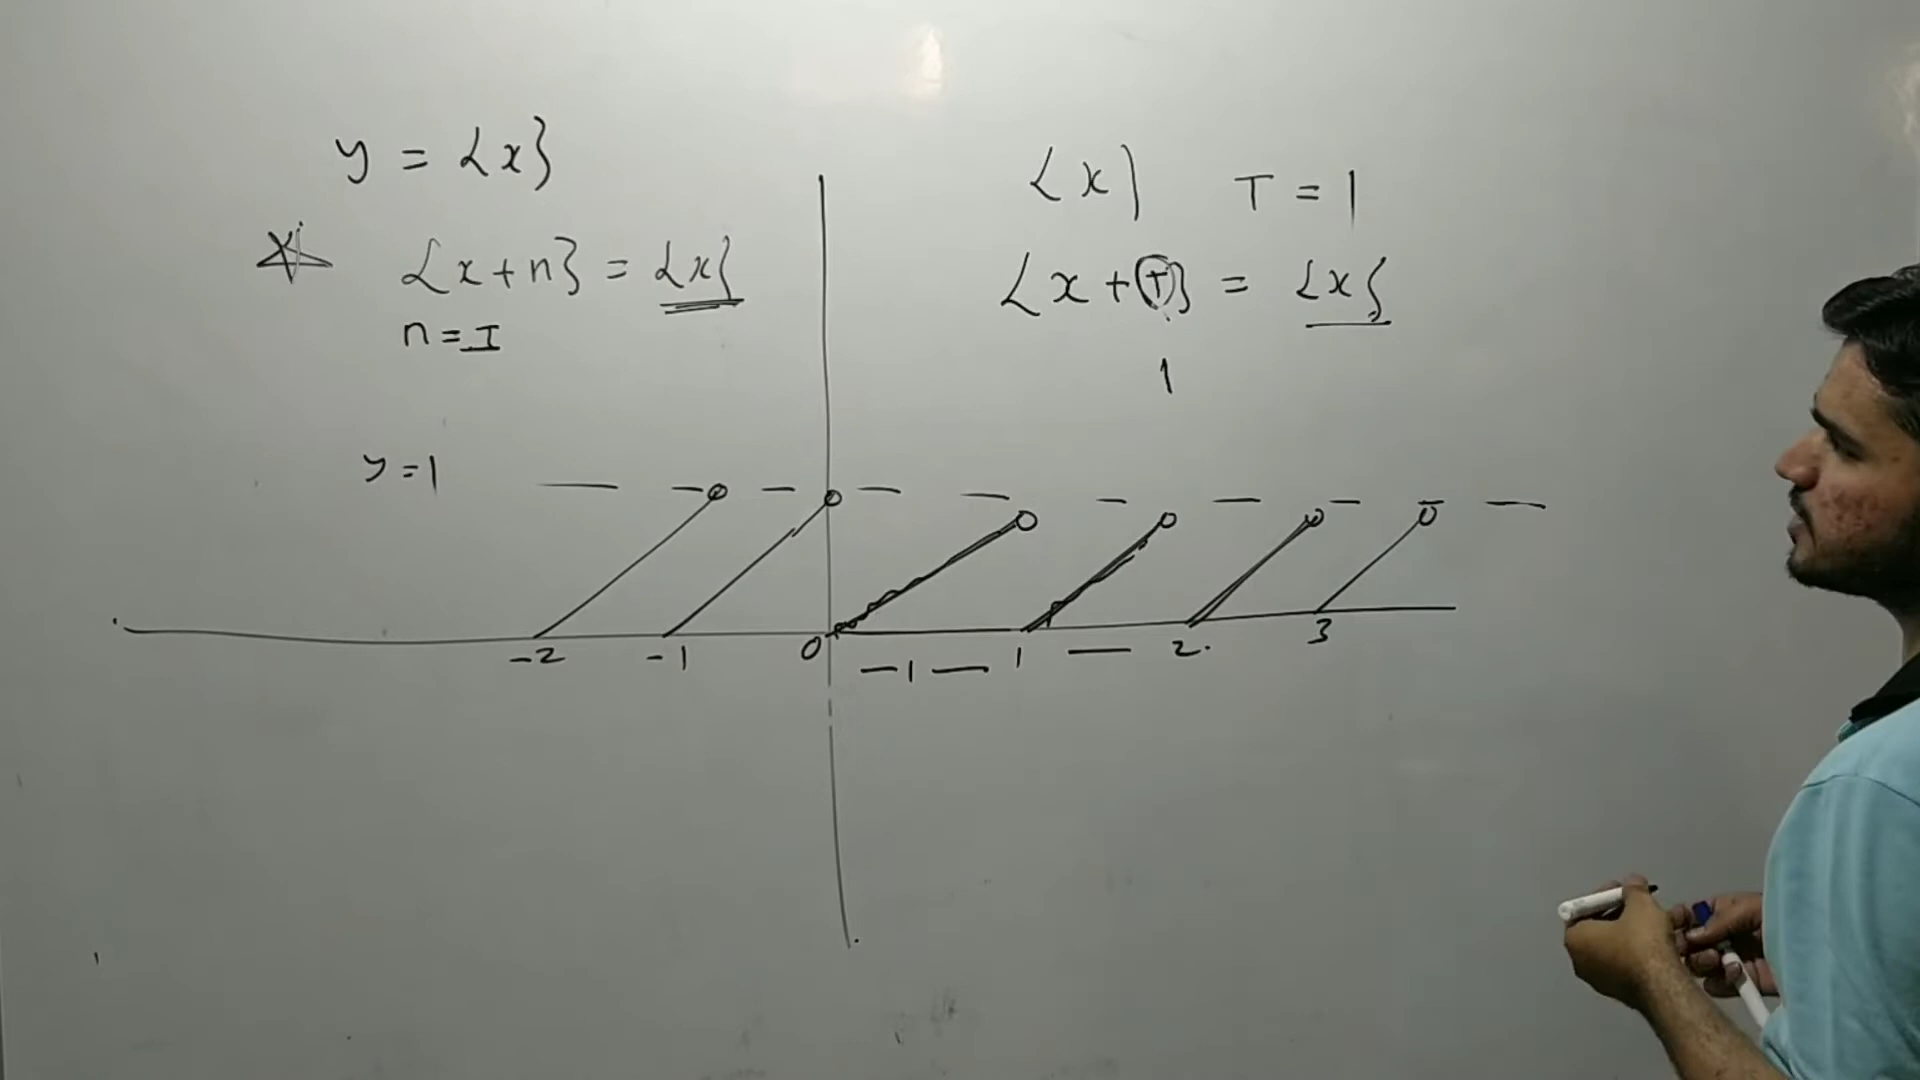 y = {x}
{x+n} = {x}
n = I
{x} T = 1
{x+T} = {x}
1
y = 1
-2 -1 0 -1- 1 — 2. 3